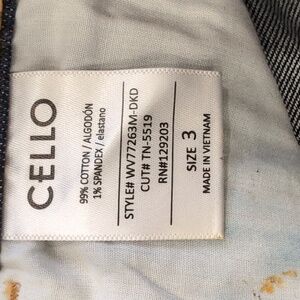 CELLO
99% COTTON / ALGODÓN
1% SPANDEX / elastano
STYLE# WV77263M-DKD
CUT# TN-5519
RN#129203
SIZE 3
MADE IN VIETNAM